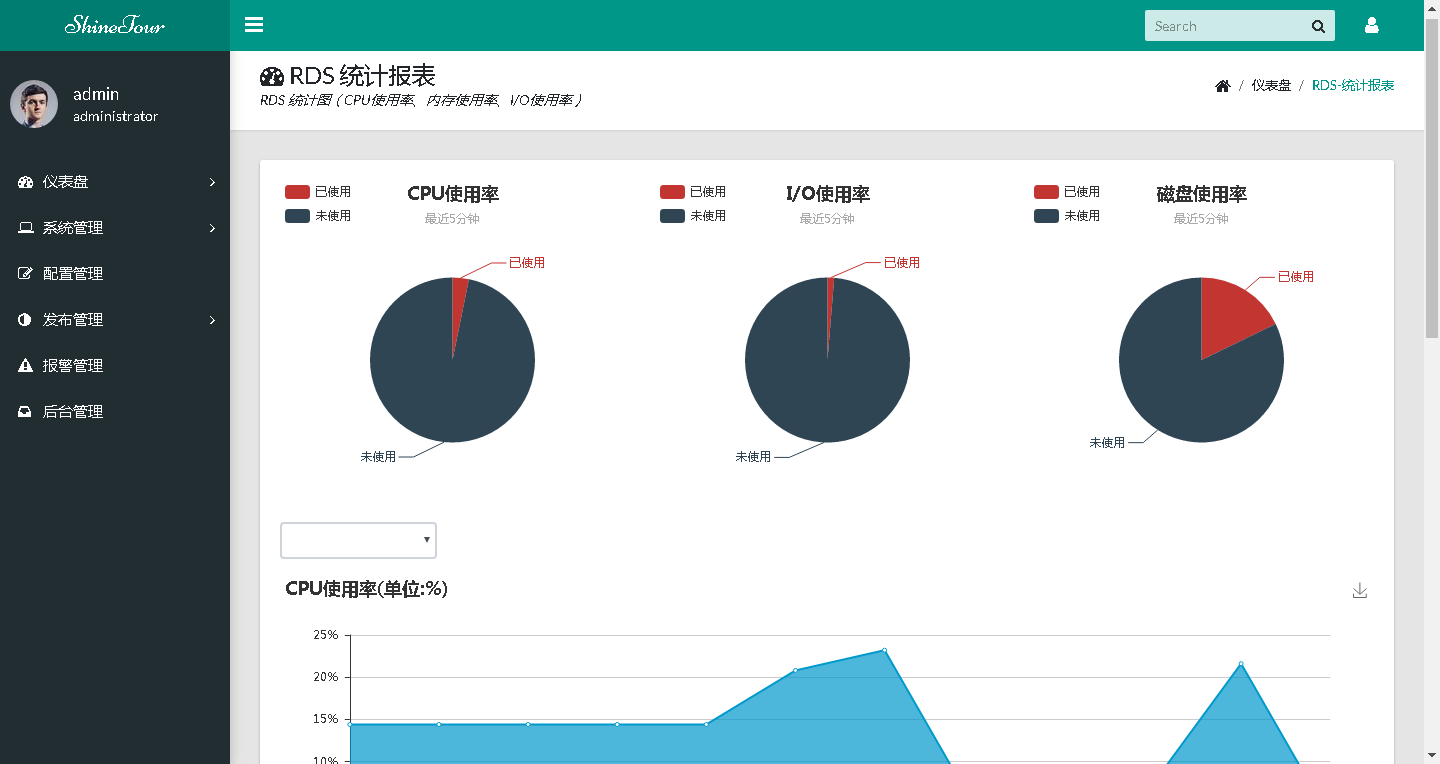 ShineTour
Search
admin
administrator
仪表盘
系统管理
配置管理
发布管理
报警管理
后台管理
RDS 统计报表
RDS 统计图（CPU使用率、内存使用率、I/O使用率）
/ 仪表盘 / RDS-统计报表
已使用
未使用
CPU使用率
最近5分钟
已使用
未使用
已使用
未使用
I/O使用率
最近5分钟
已使用
未使用
已使用
未使用
磁盘使用率
最近5分钟
已使用
未使用
CPU使用率(单位:%)
25%
20%
15%
10%